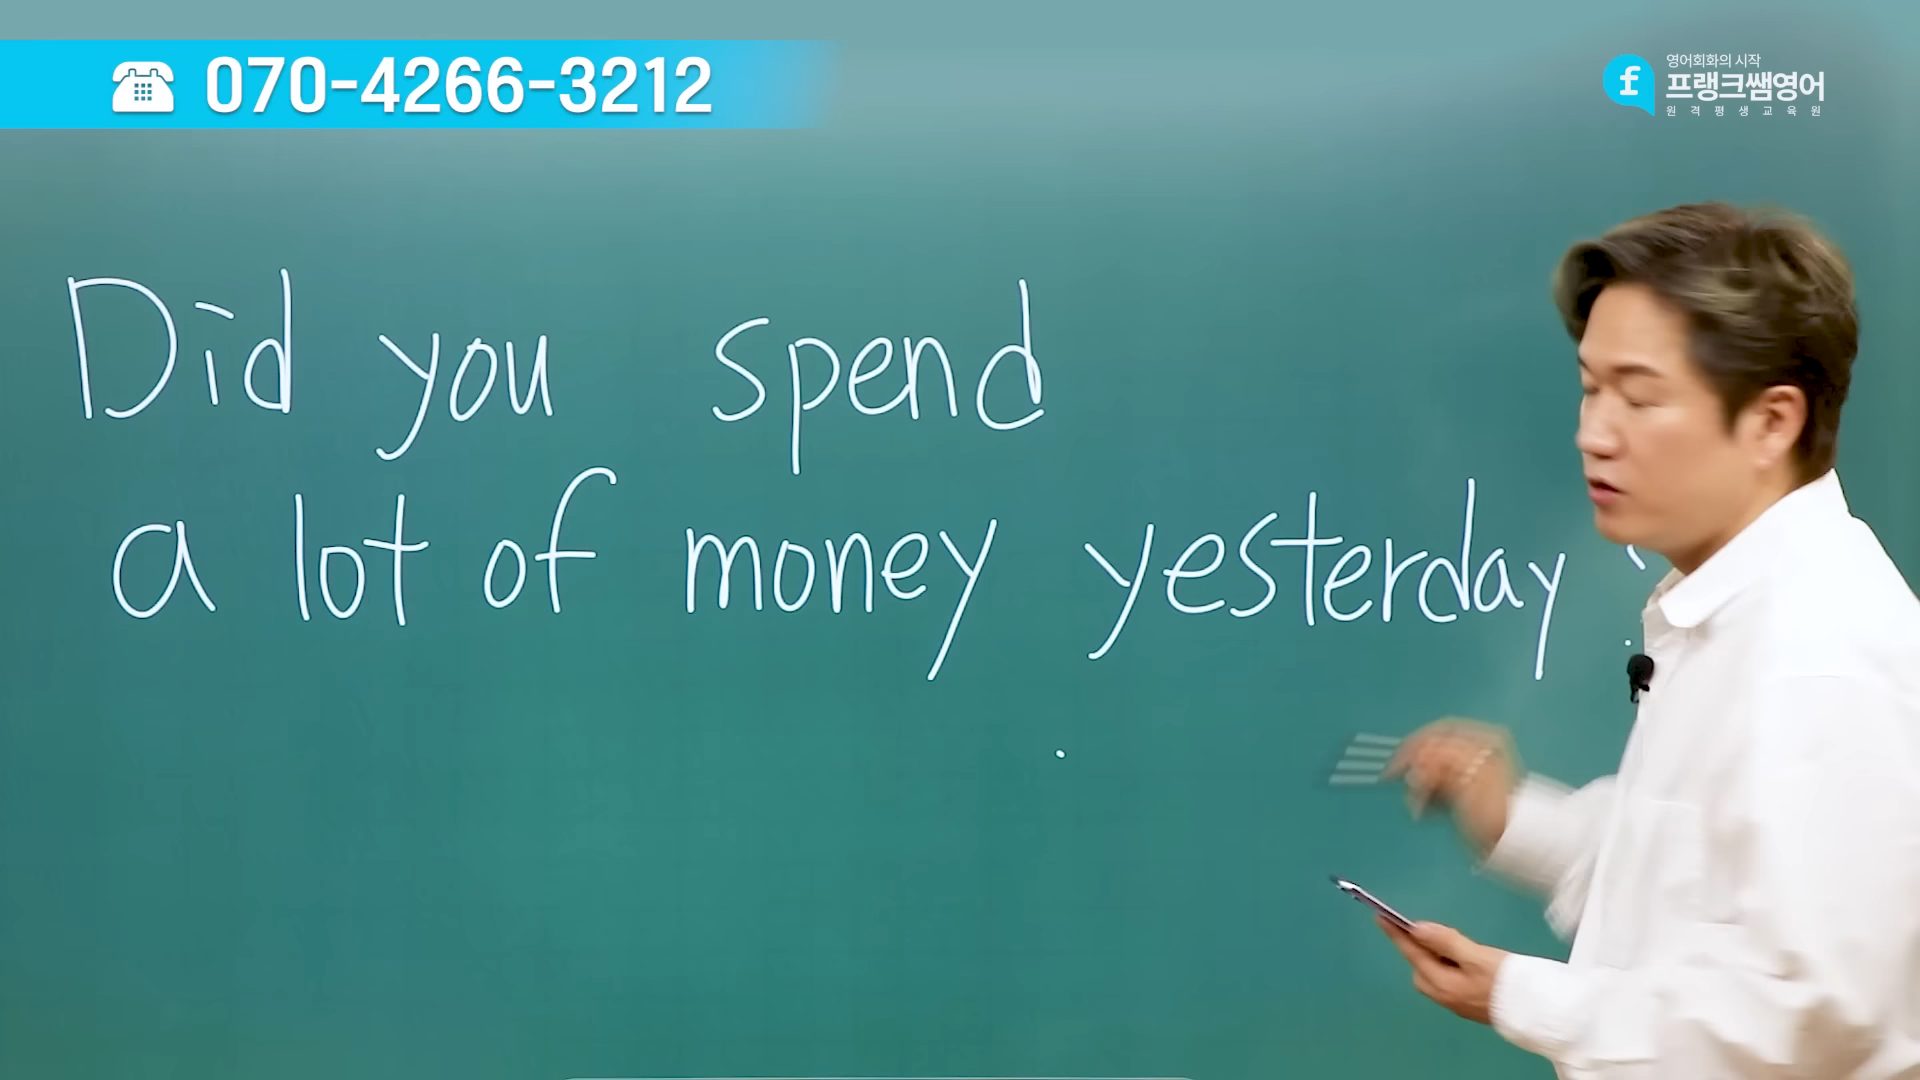 070-4266-3212
영어회화의 시작
프랭크쌤영어
원격평생교육원
Did you spend
a lot of money yesterday?